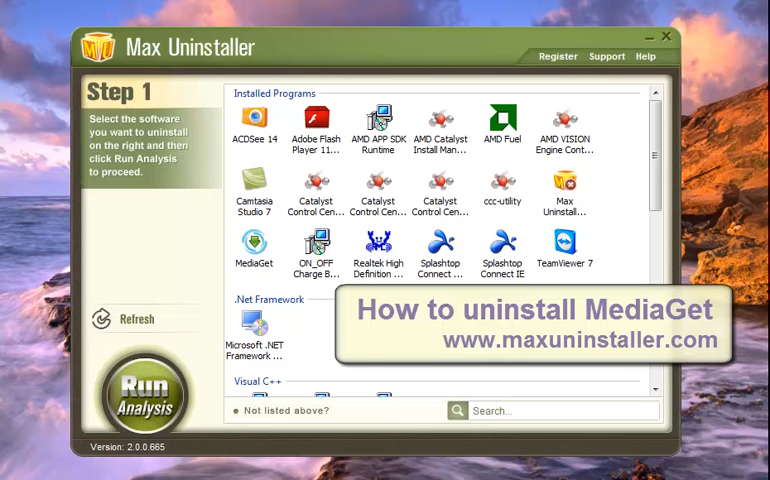 MU Max Uninstaller
Register Support Help
Step 1
Select the software
you want to uninstall
on the right and then
click Run Analysis
to proceed.
Installed Programs
ACDSee 14
Adobe Flash
Player 11...
AMD APP SDK
Runtime
AMD Catalyst
Install Man...
AMD Fuel
AMD VISION
Engine Cont...
Camtasia
Studio 7
Catalyst
Control Cen...
Catalyst
Control Cen...
Catalyst
Control Cen...
ccc-utility
Max
Uninstall...
MediaGet
ON_OFF
Charge B...
Realtek High
Definition ...
Splashtop
Connect ...
Splashtop
Connect IE
TeamViewer 7
.Net Framework
Microsoft .NET
Framework ...
Visual C++
How to uninstall MediaGet
www.maxuninstaller.com
Refresh
Run
Analysis
Not listed above?
Search...
Version: 2.0.0.665